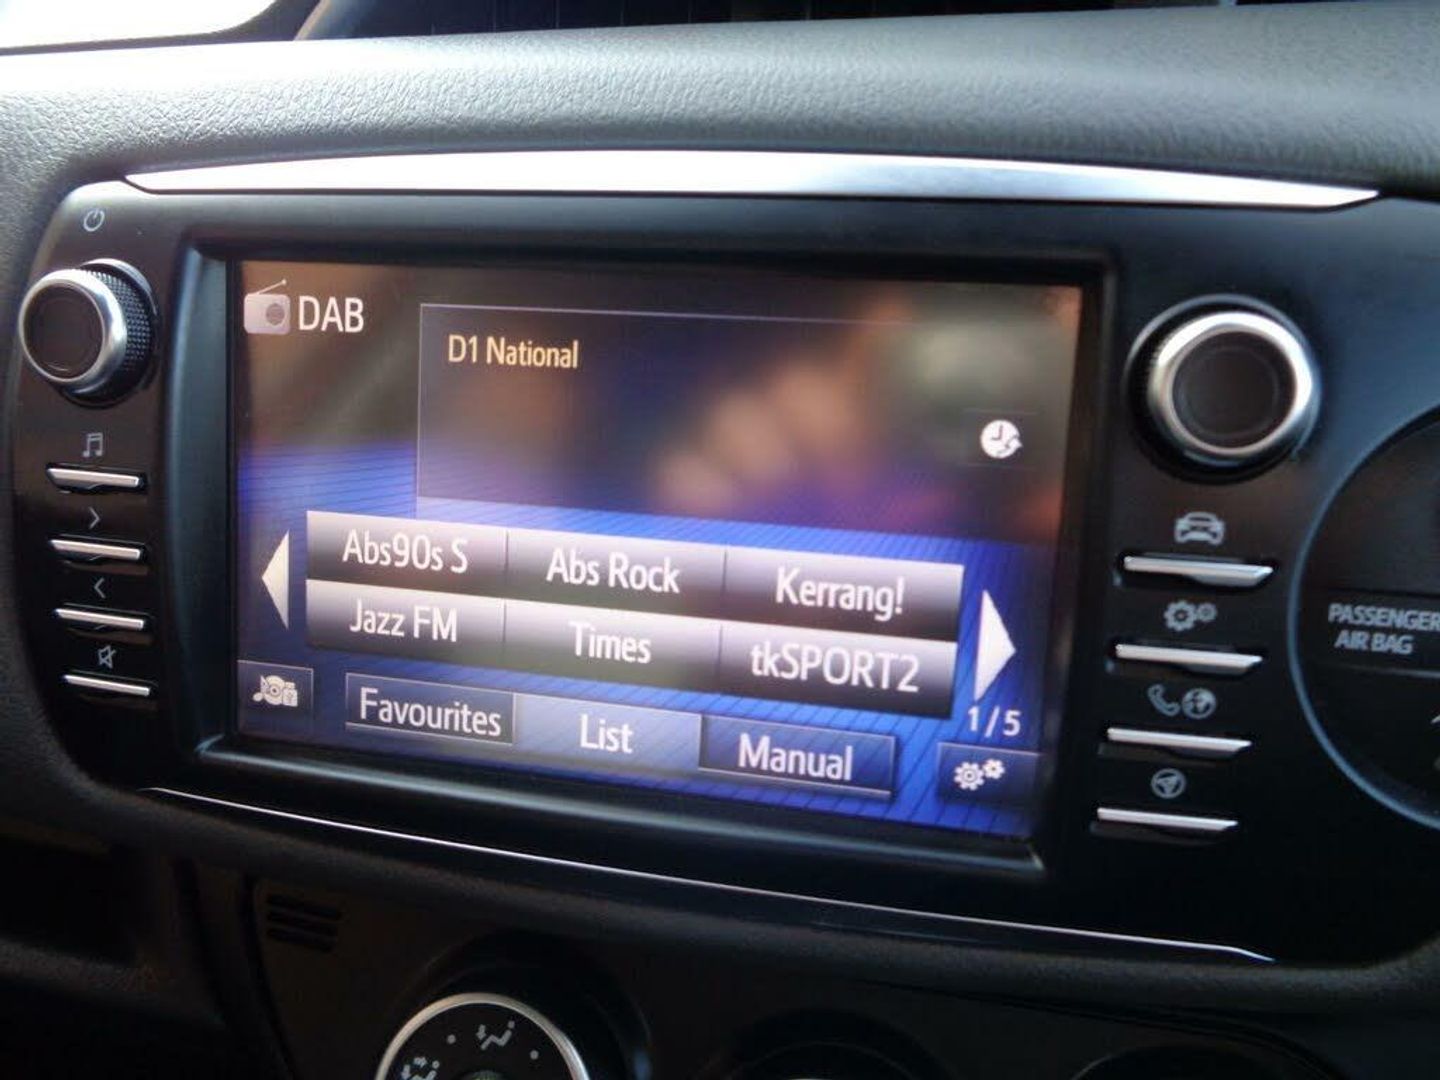 DAB
D1 National
Abs90s S
Abs Rock
Kerrang!
Jazz FM
Times
tkSPORT2
1/5
Favourites
List
Manual
PASSENGER
AIR BAG